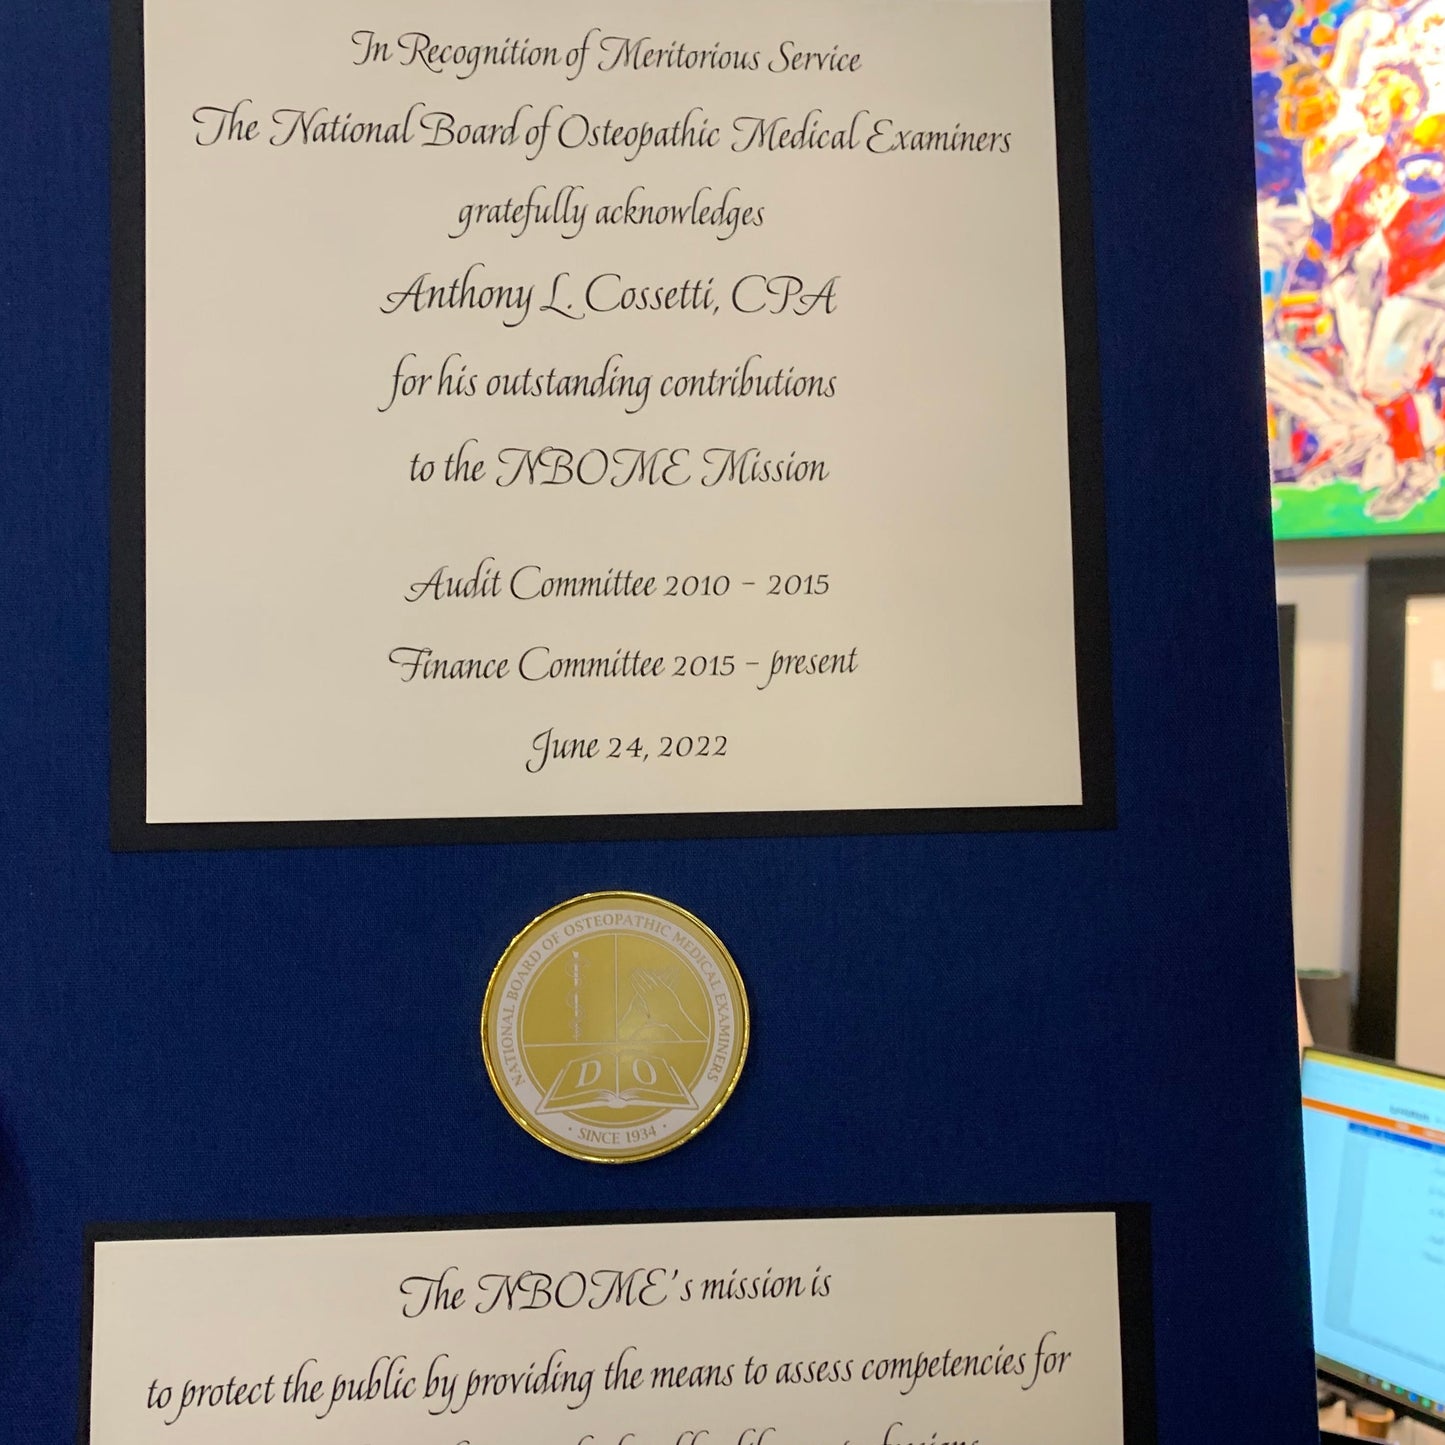 In Recognition of Meritorious Service
The National Board of Osteopathic Medical Examiners
gratefully acknowledges
Anthony L. Cossetti, CPA
for his outstanding contributions
to the NBOME Mission
Audit Committee 2010 – 2015
Finance Committee 2015 – present
June 24, 2022
NATIONAL BOARD OF OSTEOPATHIC MEDICAL EXAMINERS
D O
· SINCE 1934 ·
The NBOME's mission is
to protect the public by providing the means to assess competencies for